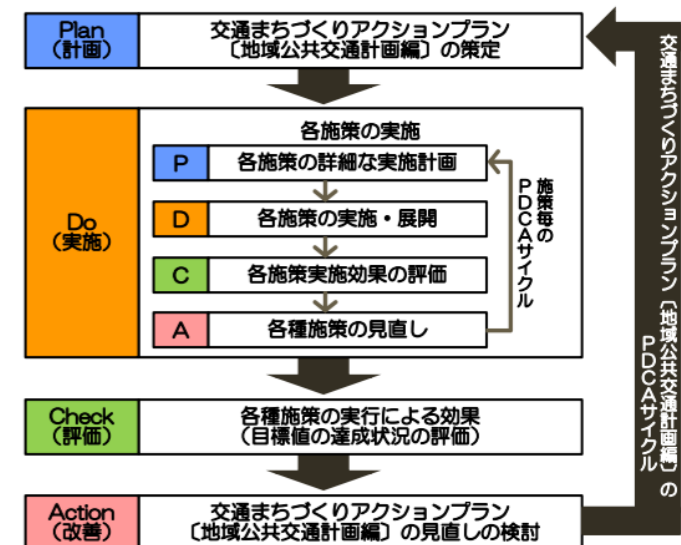 Plan
(計画)
交通まちづくりアクションプラン
〔地域公共交通計画編〕の策定
Do
(実施)
各施策の実施
P
各施策の詳細な実施計画
D
各施策の実施・展開
C
各施策実施効果の評価
A
各種施策の見直し
施策毎の
PDCAサイクル
Check
(評価)
各種施策の実行による効果
(目標値の達成状況の評価)
Action
(改善)
交通まちづくりアクションプラン
〔地域公共交通計画編〕の見直しの検討
交通まちづくりアクションプラン〔地域公共交通計画編〕の
PDCAサイクル